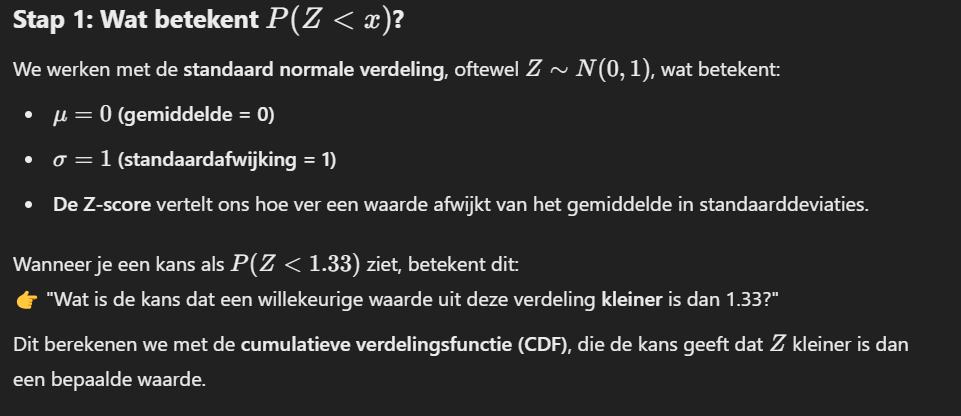 Stap 1: Wat betekent P(Z < x)?
We werken met de standaard normale verdeling, oftewel Z ∼ N(0, 1), wat betekent:
• μ = 0 (gemiddelde = 0)
• σ = 1 (standaardafwijking = 1)
• De Z-score vertelt ons hoe ver een waarde afwijkt van het gemiddelde in standaarddeviaties.
Wanneer je een kans als P(Z < 1.33) ziet, betekent dit:
👉 "Wat is de kans dat een willekeurige waarde uit deze verdeling kleiner is dan 1.33?"
Dit berekenen we met de cumulatieve verdelingsfunctie (CDF), die de kans geeft dat Z kleiner is dan
een bepaalde waarde.